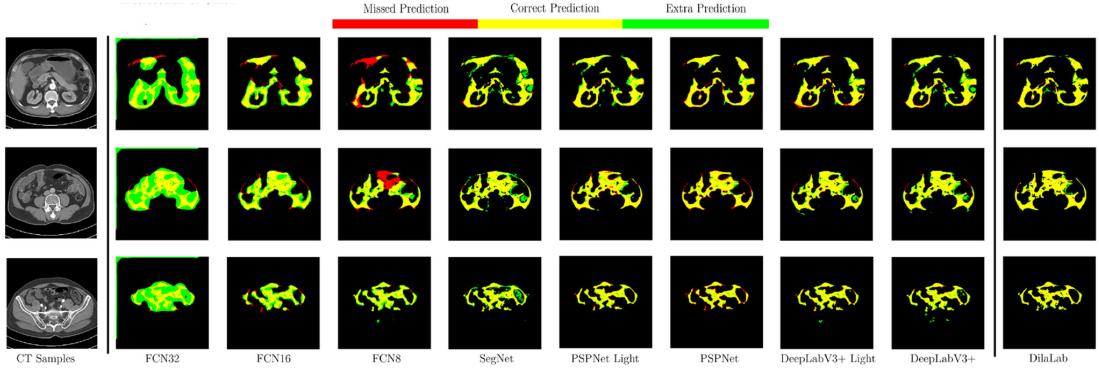 Missed Prediction Correct Prediction Extra Prediction
CT Samples FCN32 FCN16 FCN8 SegNet PSPNet Light PSPNet DeepLabV3+ Light DeepLabV3+ DilaLab